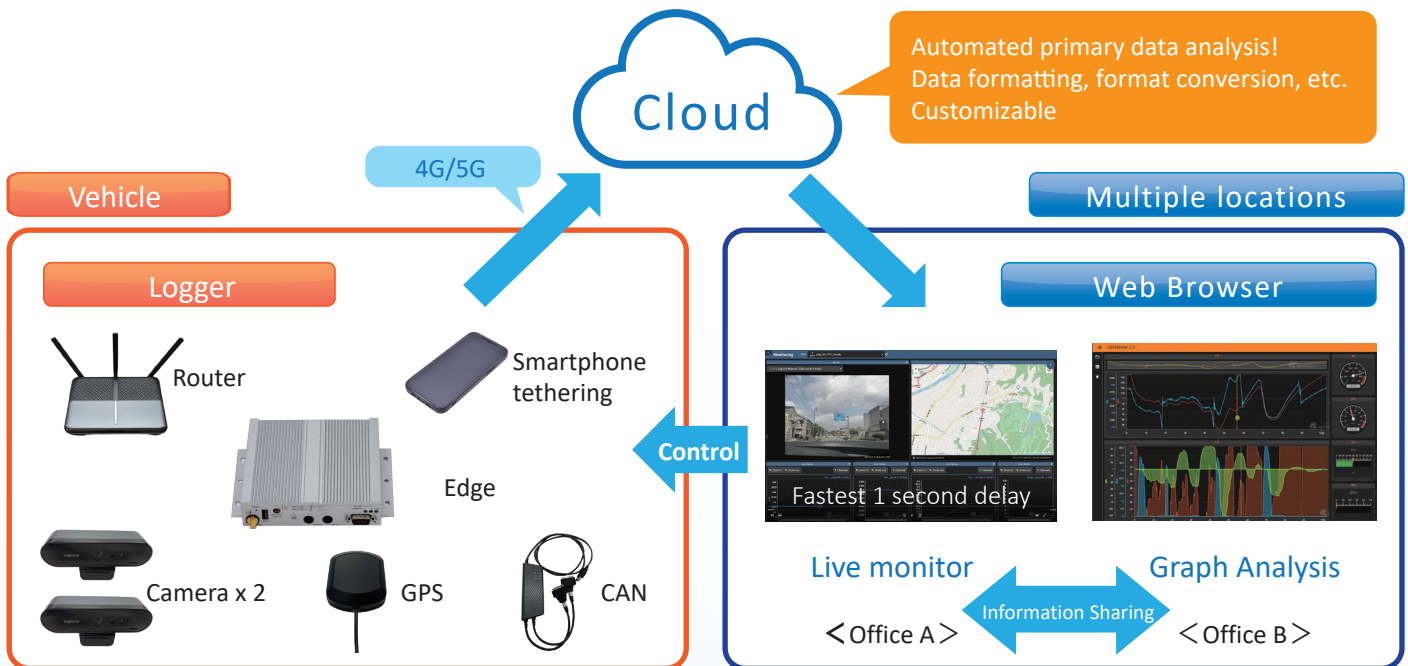 Cloud
Automated primary data analysis!
Data formatting, format conversion, etc.
Customizable
4G/5G
Vehicle
Multiple locations
Logger
Web Browser
Router
Smartphone
tethering
Edge
Camera x 2
GPS
CAN
Control
Monitoring
Fastest 1 second delay
Live monitor
Graph Analysis
Information Sharing
＜Office A＞
＜Office B＞